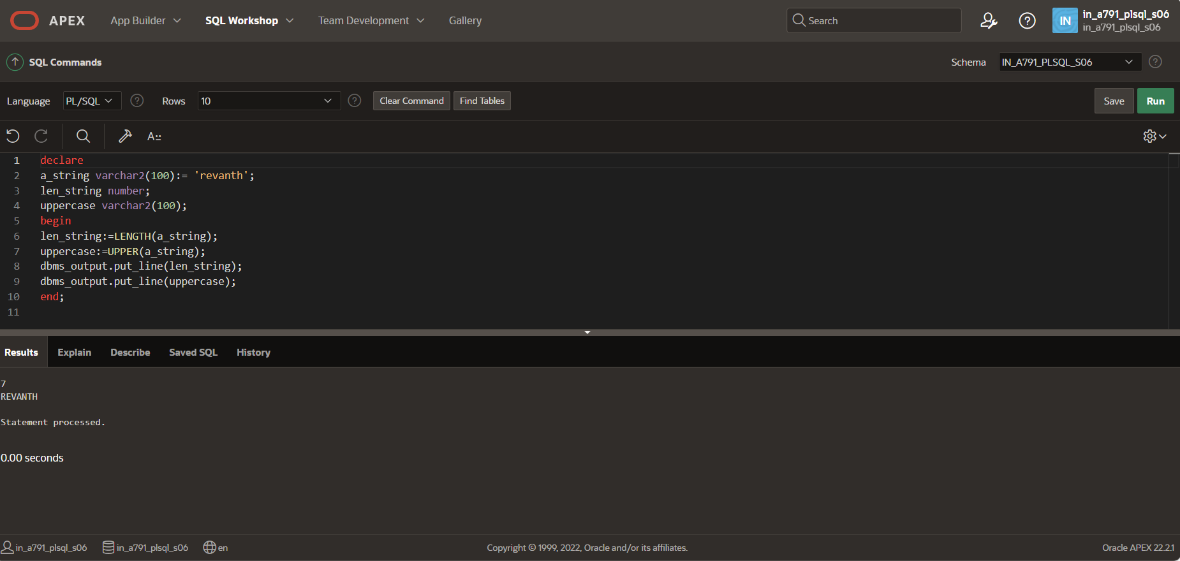 APEX App Builder SQL Workshop Team Development Gallery Search IN in_a791_plsql_s06
in_a791_plsql_s06
SQL Commands Schema IN_A791_PLSQL_S06
Language PL/SQL Rows 10 Clear Command Find Tables Save Run
A::
1 declare
2 a_string varchar2(100):= 'revanth';
3 len_string number;
4 uppercase varchar2(100);
5 begin
6 len_string:=LENGTH(a_string);
7 uppercase:=UPPER(a_string);
8 dbms_output.put_line(len_string);
9 dbms_output.put_line(uppercase);
10 end;
11
Results Explain Describe Saved SQL History
7
REVANTH
Statement processed.
0.00 seconds
in_a791_plsql_s06 in_a791_plsql_s06 en Copyright © 1999, 2022, Oracle and/or its affiliates. Oracle APEX 22.2.1